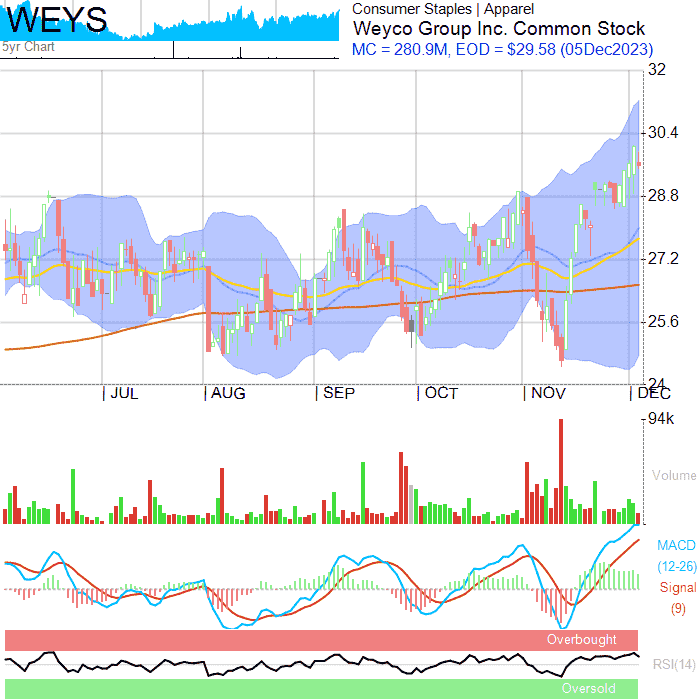 WEYS
5yr Chart
Consumer Staples | Apparel
Weyco Group Inc. Common Stock
MC = 280.9M, EOD = $29.58 (05Dec2023)
32
30.4
28.8
27.2
25.6
24
JUL
AUG
SEP
OCT
NOV
DEC
94k
Volume
MACD
(12-26)
Signal
(9)
Overbought
RSI(14)
Oversold